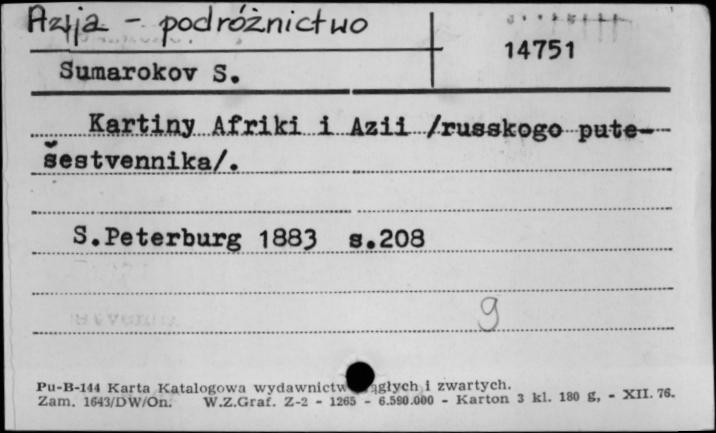 Azja - podróżnictwo
14751
Sumarokov S.
Kartiny Afriki i Azii /russkogo pute-
šestvennika/.
S.Peterburg 1883 s.208
9
Pu-B-144 Karta Katalogowa wydawnictw ągłych i zwartych.
Zam. 1643/DW/On. W.Z.Graf. Z-2 - 1265 - 6.590.000 - Karton 3 kl. 180 g, - XII. 76.